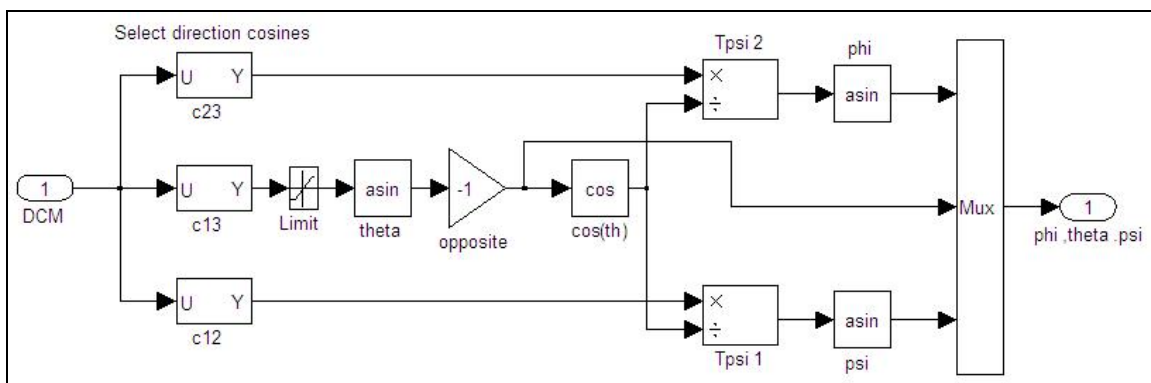 Select direction cosines
U Y
c23
Tpsi 2
×
÷
phi
asin
1
DCM
U Y
c13
Limit
asin
theta
-1
opposite
cos
cos(th)
Mux
1
phi ,theta .psi
U Y
c12
×
÷
Tpsi 1
asin
psi